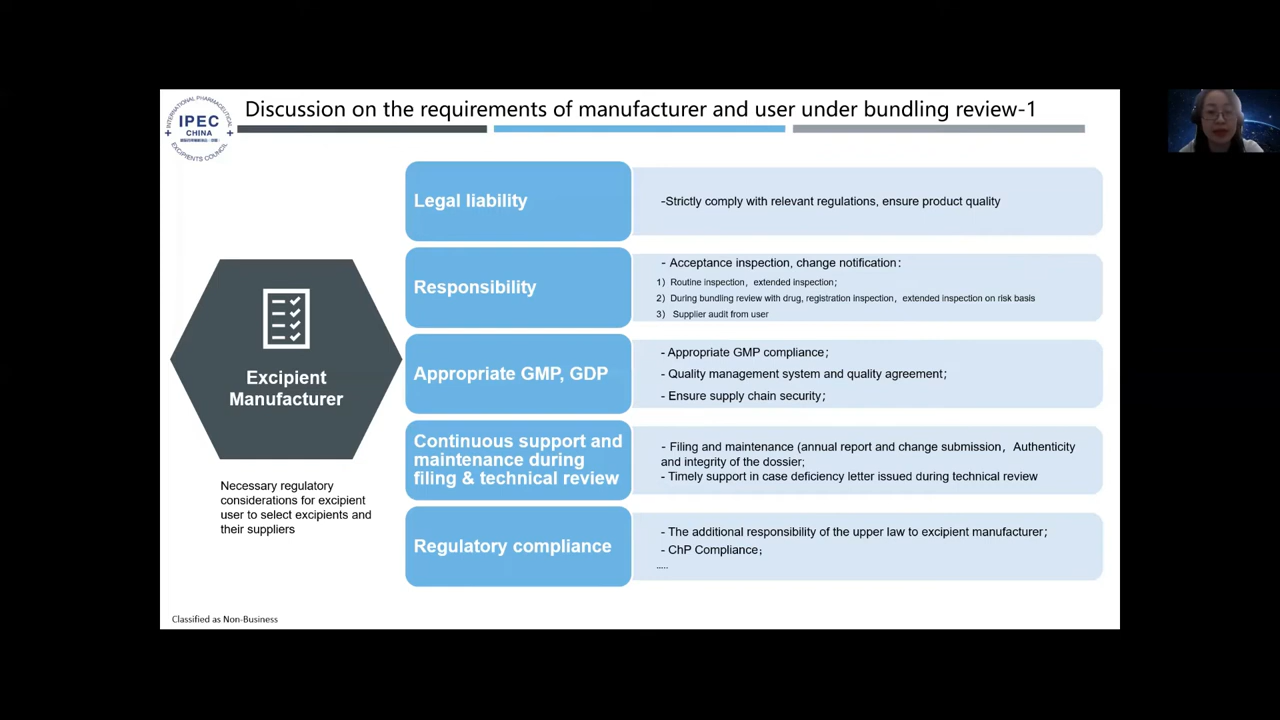 Discussion on the requirements of manufacturer and user under bundling review-1
INTERNATIONAL PHARMACEUTICAL
IPEC
CHINA
EXCIPIENTS COUNCIL
Legal liability
-Strictly comply with relevant regulations, ensure product quality
Responsibility
- Acceptance inspection, change notification：
1） Routine inspection，extended inspection；
2） During bundling review with drug, registration inspection，extended inspection on risk basis
3） Supplier audit from user
Appropriate GMP, GDP
- Appropriate GMP compliance；
- Quality management system and quality agreement；
- Ensure supply chain security；
Continuous support and
maintenance during
filing & technical review
- Filing and maintenance (annual report and change submission，Authenticity
and integrity of the dossier;
- Timely support in case deficiency letter issued during technical review
Regulatory compliance
- The additional responsibility of the upper law to excipient manufacturer；
- ChP Compliance；
.....
Excipient
Manufacturer
Necessary regulatory
considerations for excipient
user to select excipients and
their suppliers
Classified as Non-Business